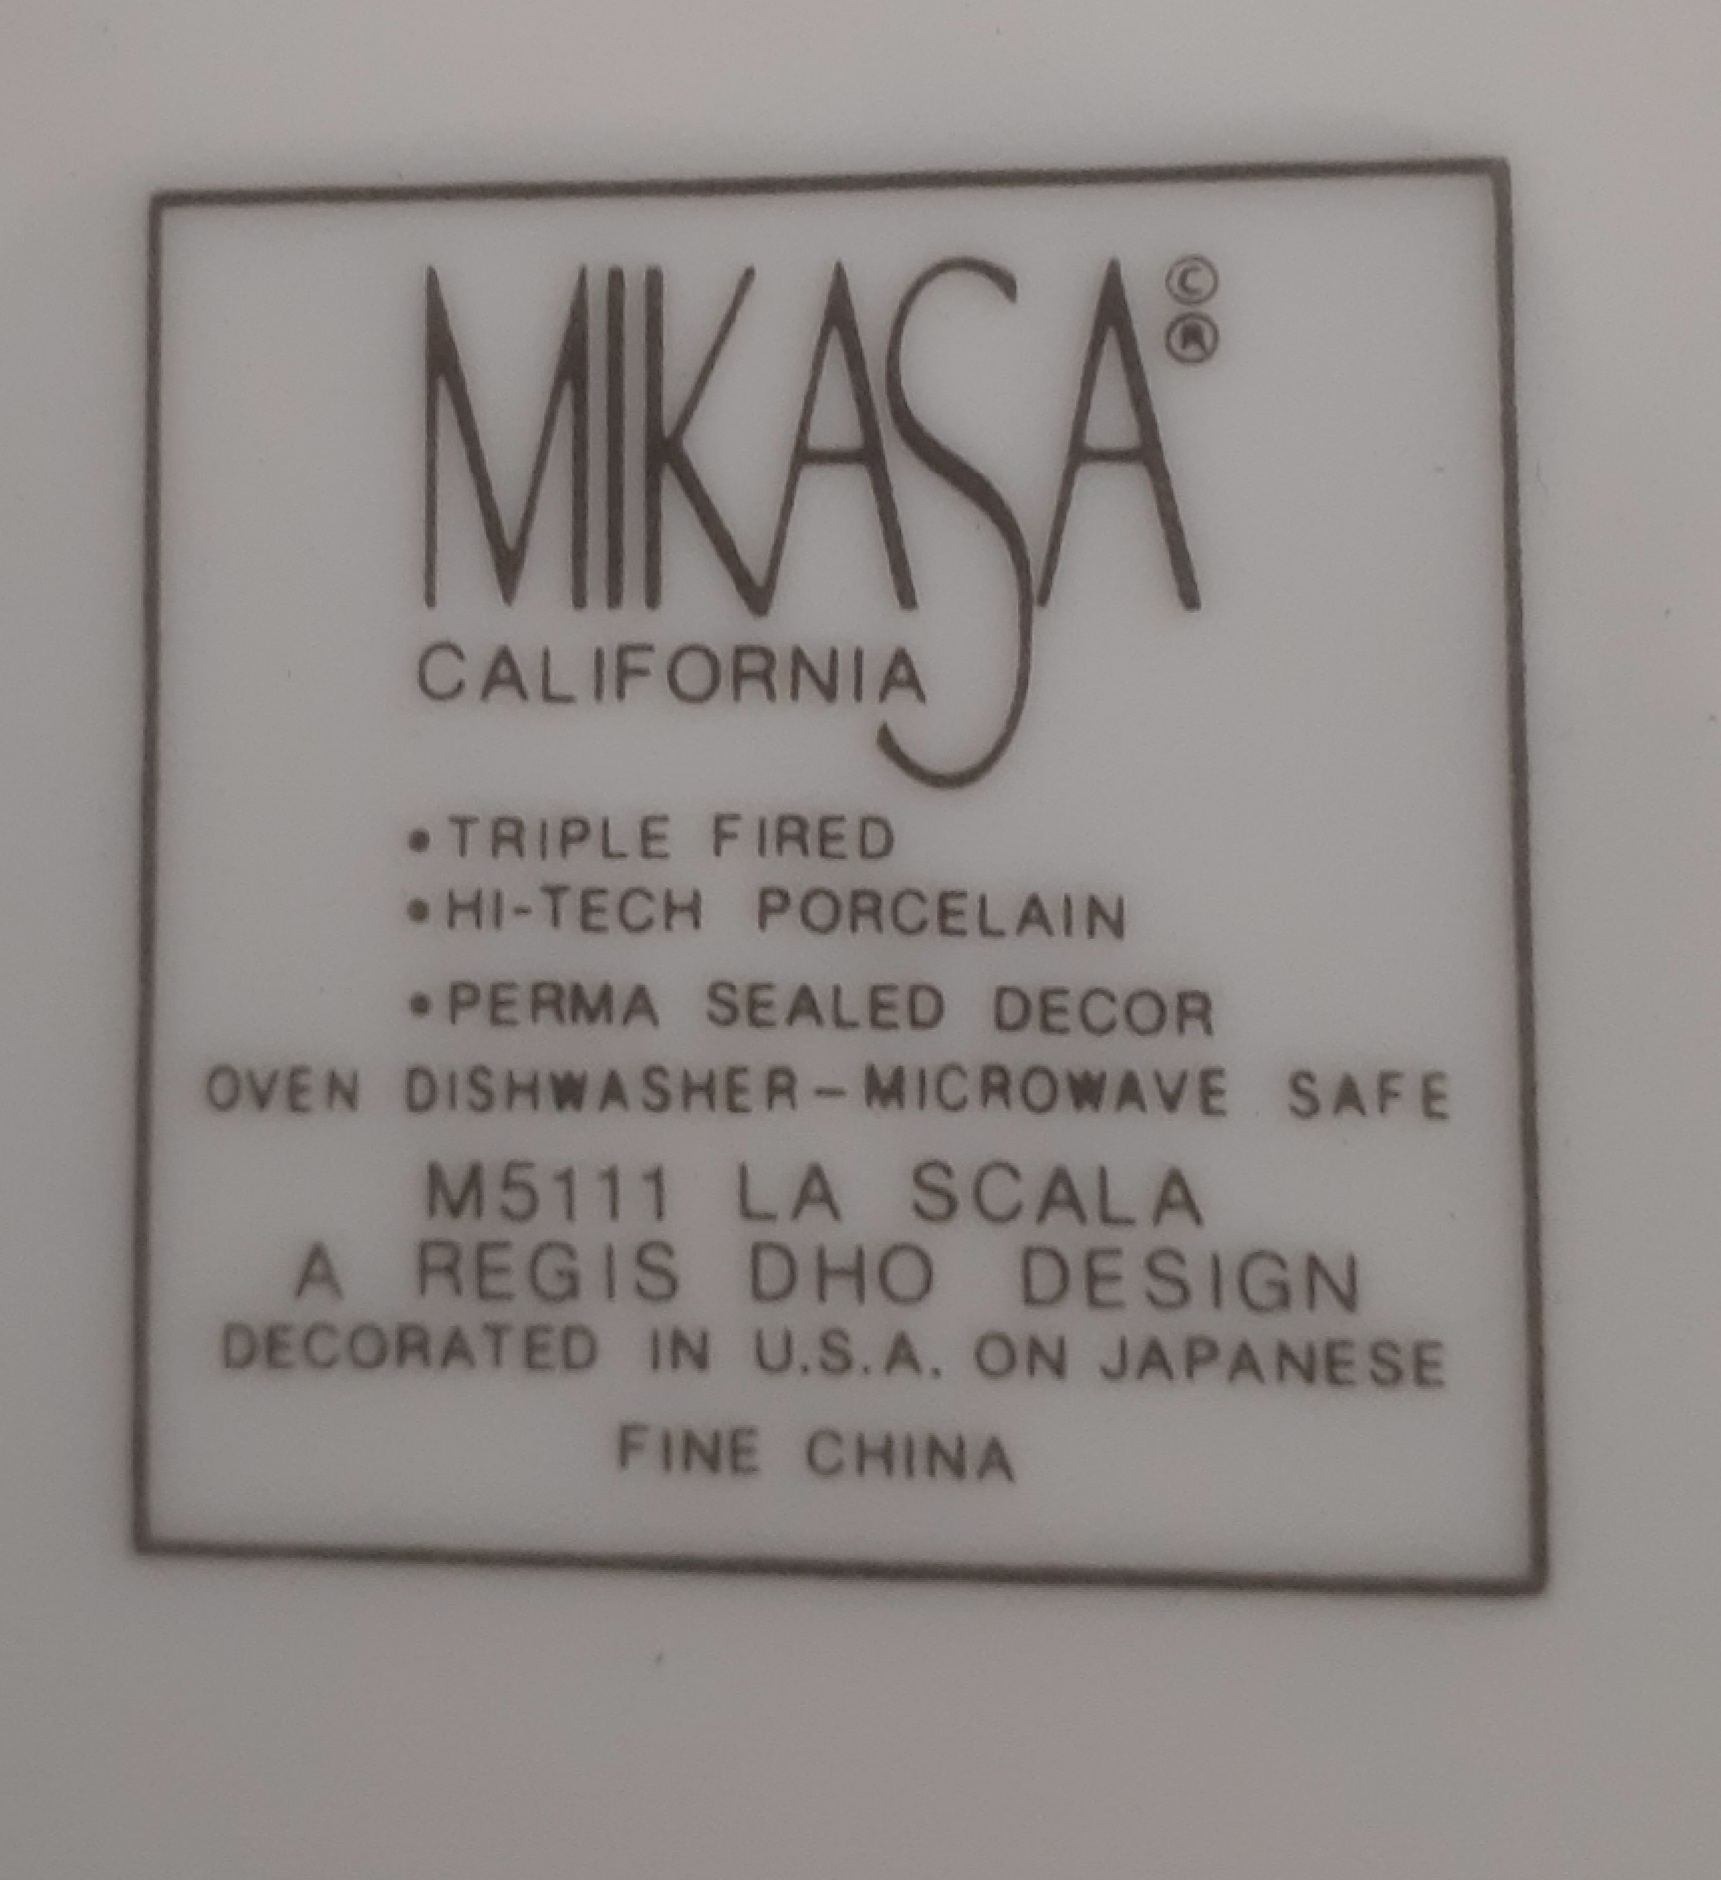 MIKASA©®
CALIFORNIA
•TRIPLE FIRED
•HI-TECH PORCELAIN
•PERMA SEALED DECOR
OVEN DISHWASHER-MICROWAVE SAFE
M5111 LA SCALA
A REGIS DHO DESIGN
DECORATED IN U.S.A. ON JAPANESE
FINE CHINA